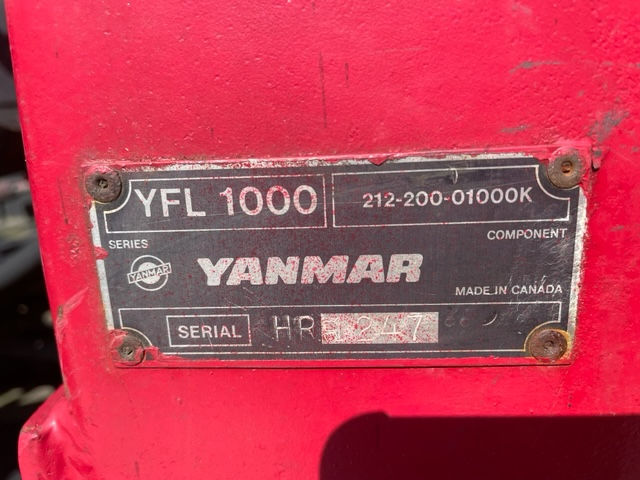 YFL 1000
212-200-01000K
SERIES
COMPONENT
YANMAR
YANMAR
MADE IN CANADA
SERIAL